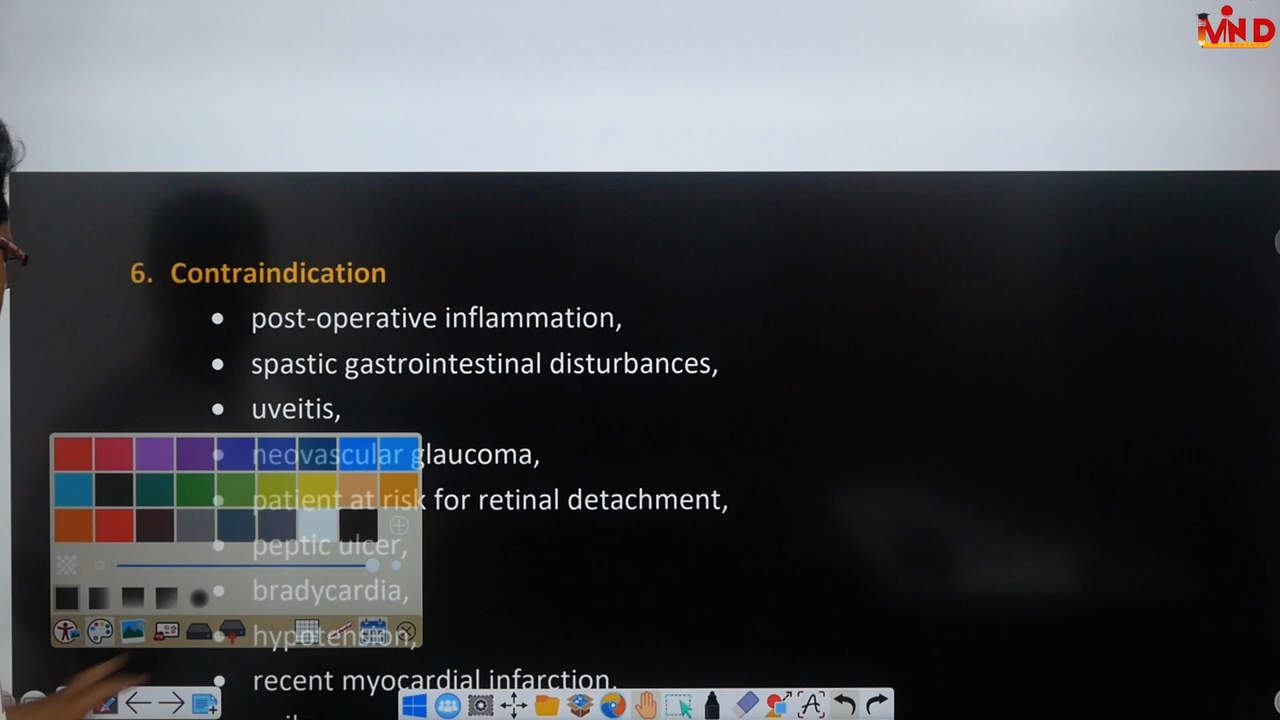 MIND
6. Contraindication
• post-operative inflammation,
• spastic gastrointestinal disturbances,
• uveitis,
• neovascular glaucoma,
• patient at risk for retinal detachment,
• peptic ulcer,
• bradycardia,
• hypotension,
• recent myocardial infarction,